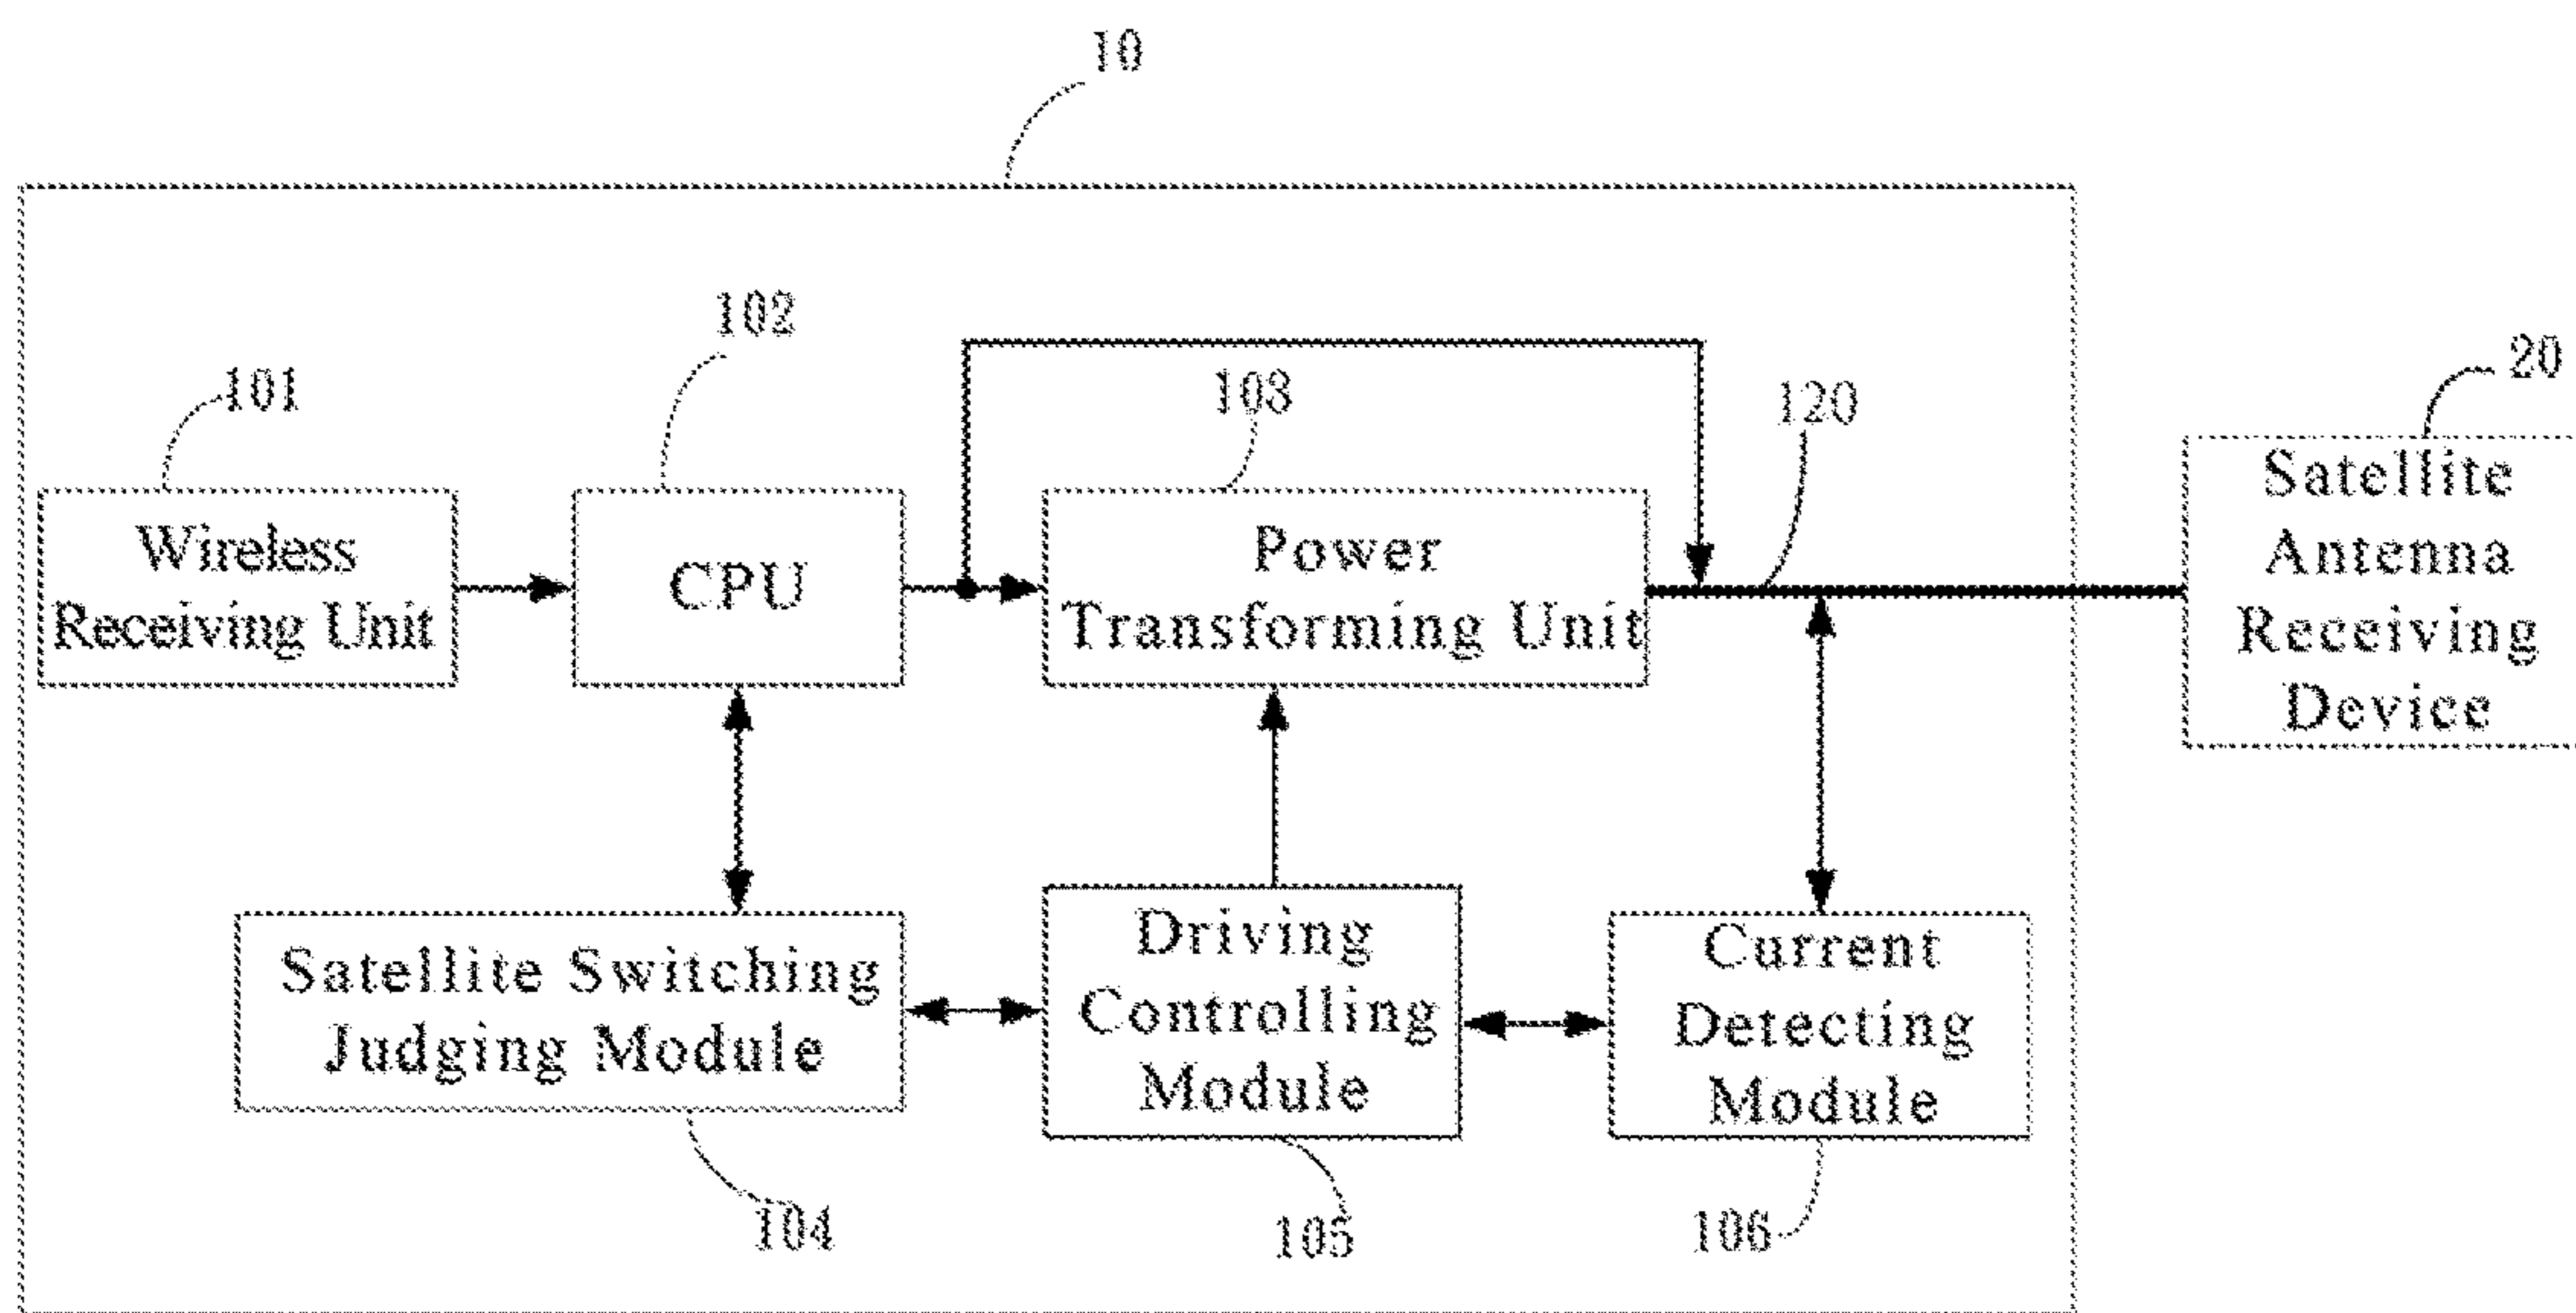 10
102
101
108
120
20
Wireless
Receiving Unit
CPU
Power
Transforming Unit
Satellite
Antenna
Receiving
Device
Satellite Switching
Judging Module
Driving
Controlling
Module
Current
Detecting
Module
104
105
106